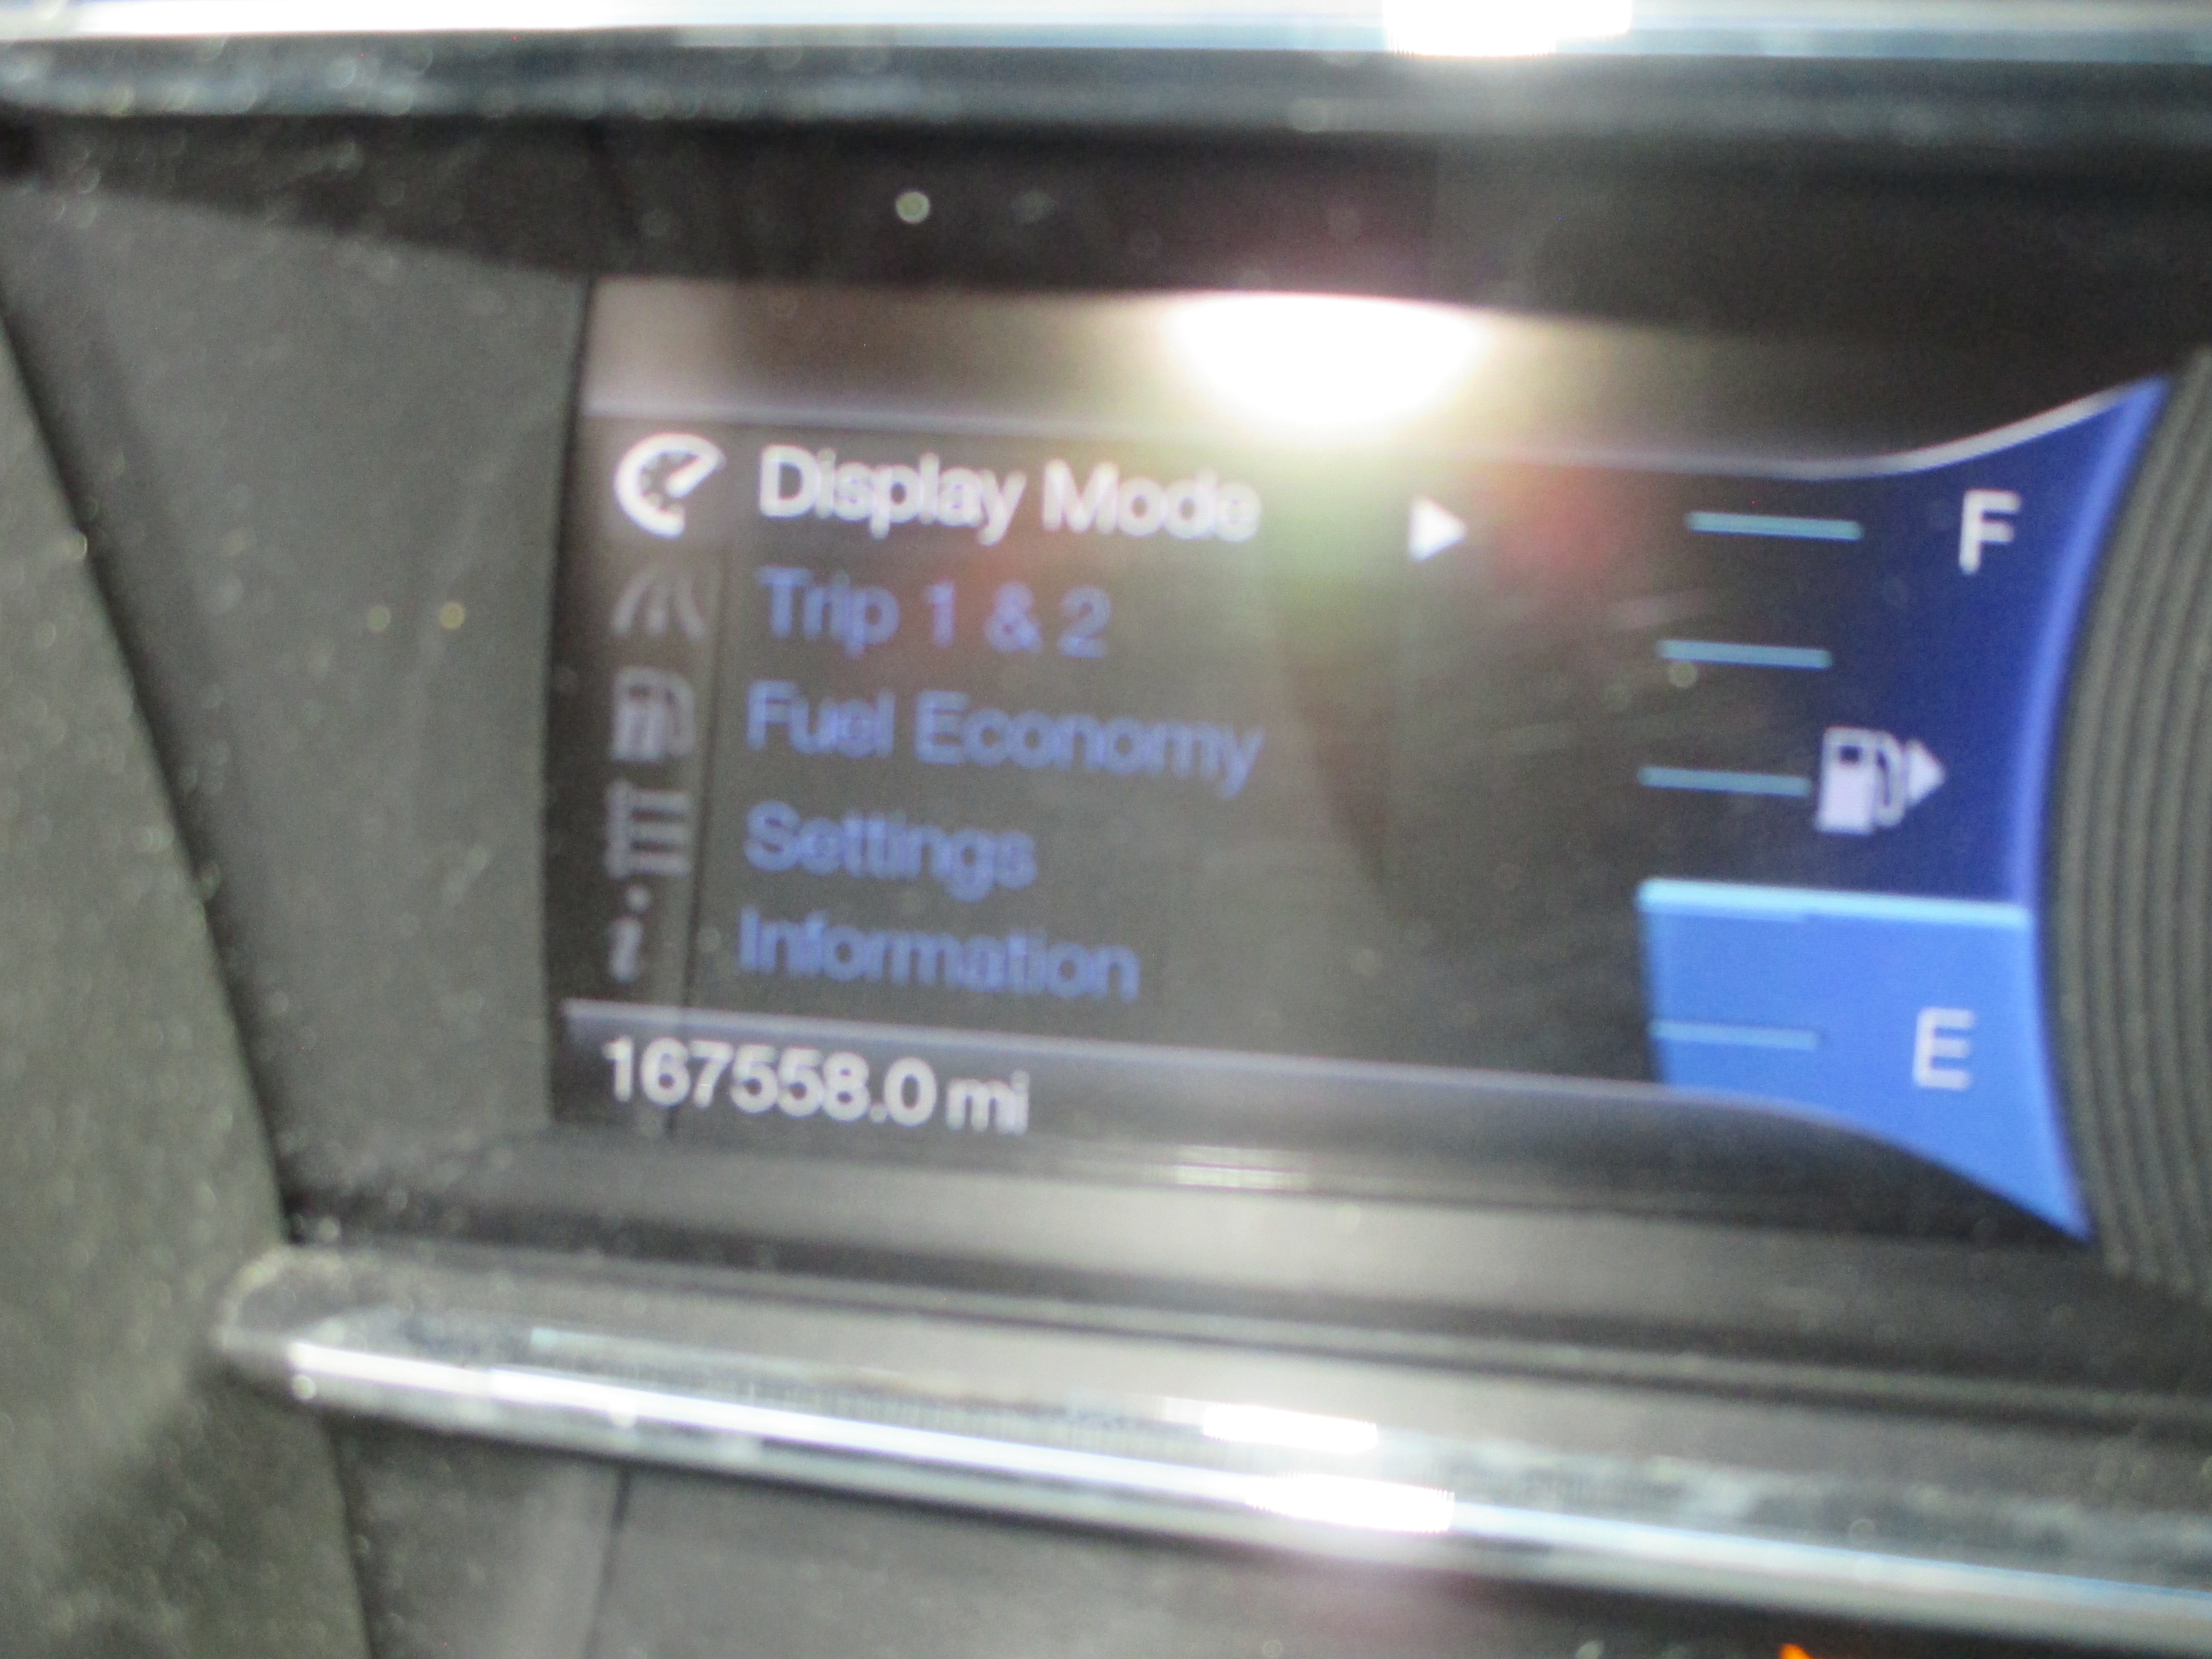 Display Mode
F
Trip 1 & 2
Fuel Economy
Settings
Information
E
167558.0 mi